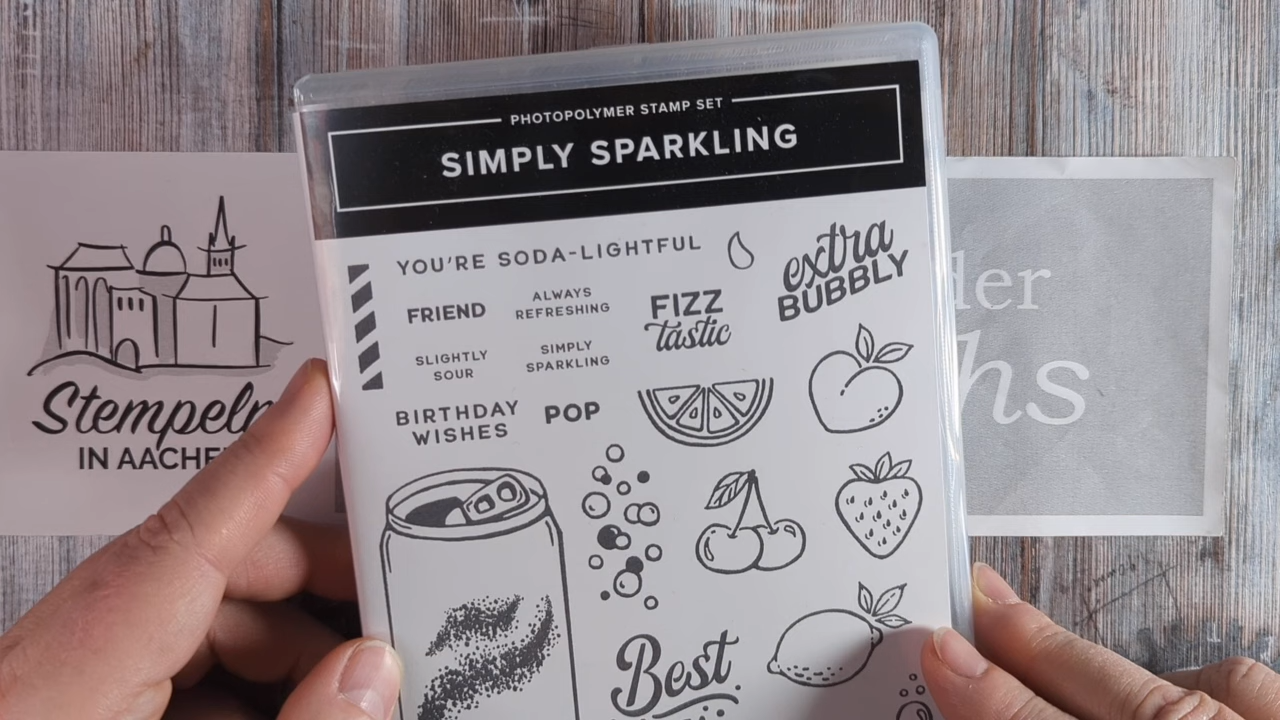 PHOTOPOLYMER STAMP SET
SIMPLY SPARKLING
YOU'RE SODA-LIGHTFUL
extra
BUBBLY
FRIEND
ALWAYS
REFRESHING
FIZZ
tastic
SLIGHTLY
SOUR
SIMPLY
SPARKLING
BIRTHDAY
WISHES
POP
Best
Stempeln
IN AACHE
der
hs